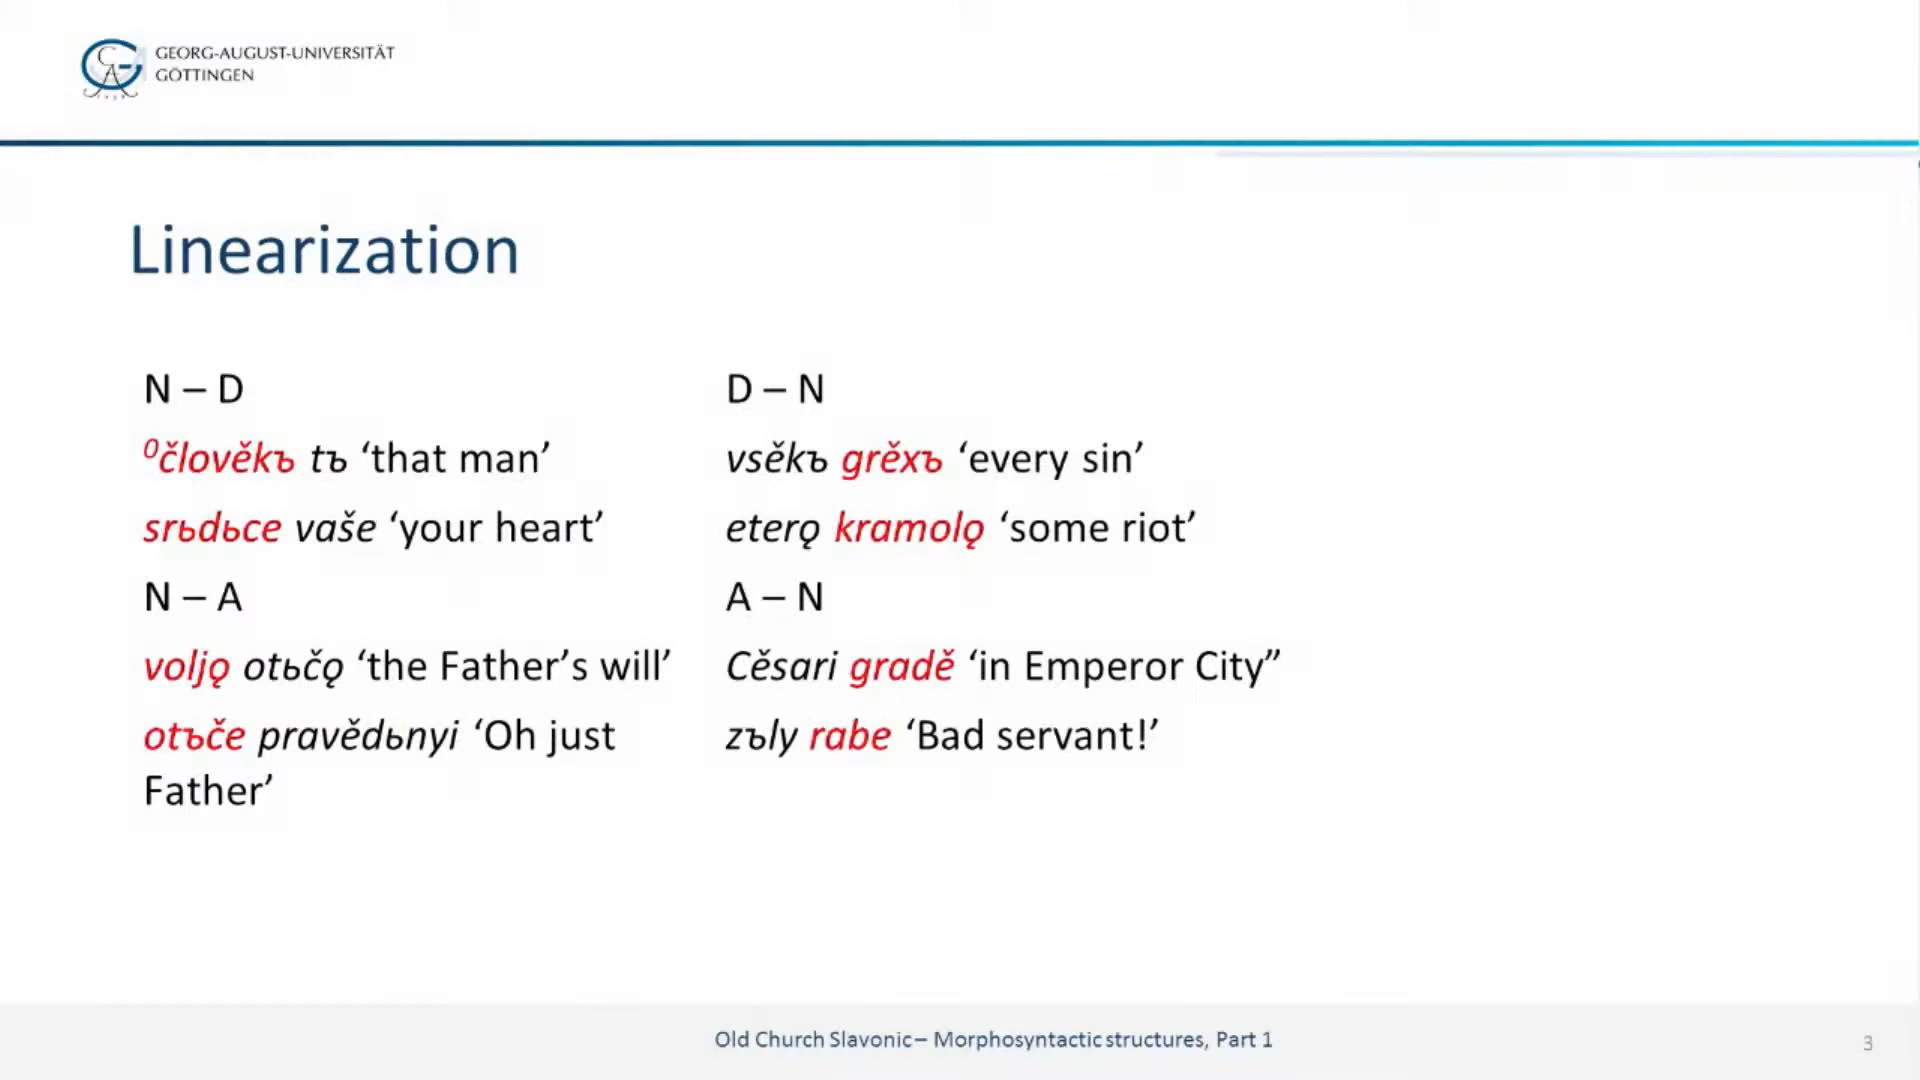 GEORG-AUGUST-UNIVERSITÄT
GÖTTINGEN
Linearization
N – D
⁰člověkъ tъ ‘that man’
srьdьce vaše ‘your heart’
N – A
voljǫ otьčǫ ‘the Father’s will’
otъče pravědьnyi ‘Oh just
Father’
D – N
vsěkъ grěxъ ‘every sin’
eterǫ kramolǫ ‘some riot’
A – N
Cěsari gradě ‘in Emperor City”
zъly rabe ‘Bad servant!’
Old Church Slavonic – Morphosyntactic structures, Part 1
3